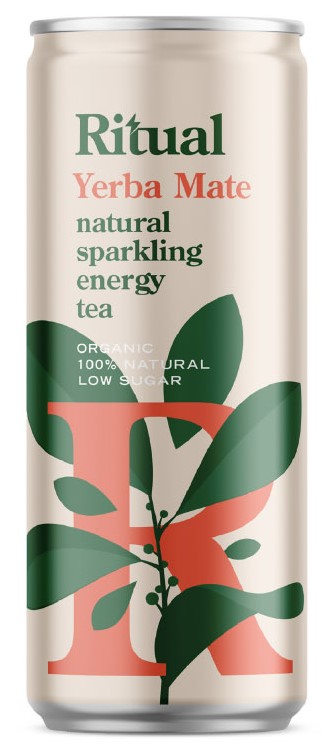 Ritual
Yerba Mate
natural
sparkling
energy
tea
ORGANIC
100% NATURAL
LOW SUGAR
R